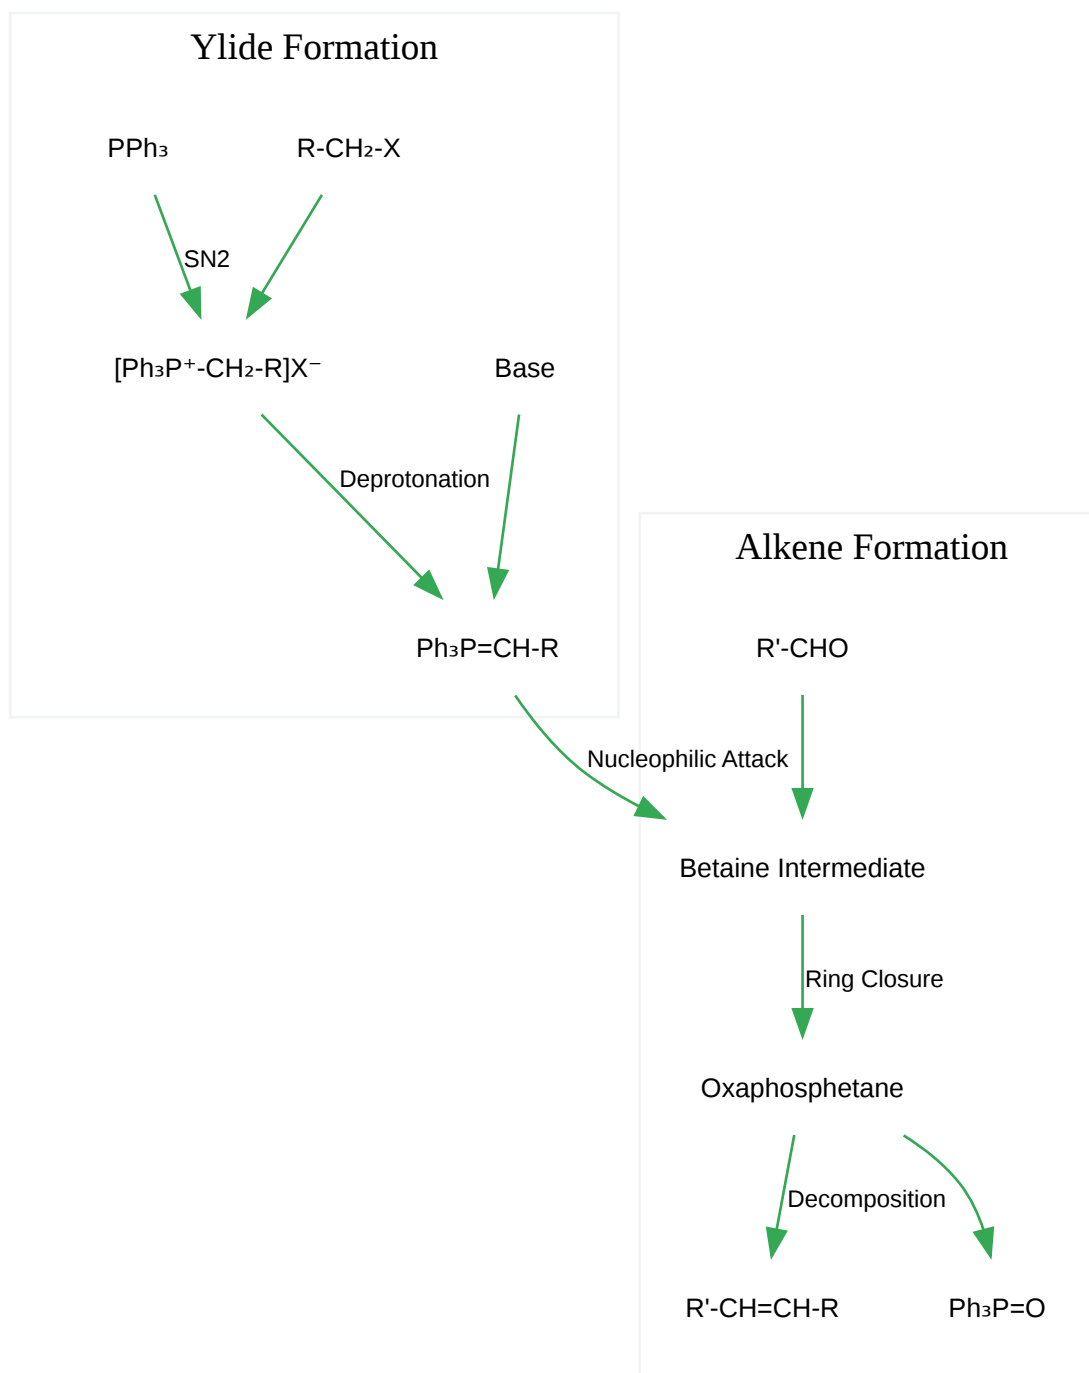 Ylide Formation
PPh₃
R-CH₂-X
SN2
[Ph₃P⁺-CH₂-R]X⁻
Base
Deprotonation
Ph₃P=CH-R
Alkene Formation
R'-CHO
Nucleophilic Attack
Betaine Intermediate
Ring Closure
Oxaphosphetane
Decomposition
R'-CH=CH-R
Ph₃P=O